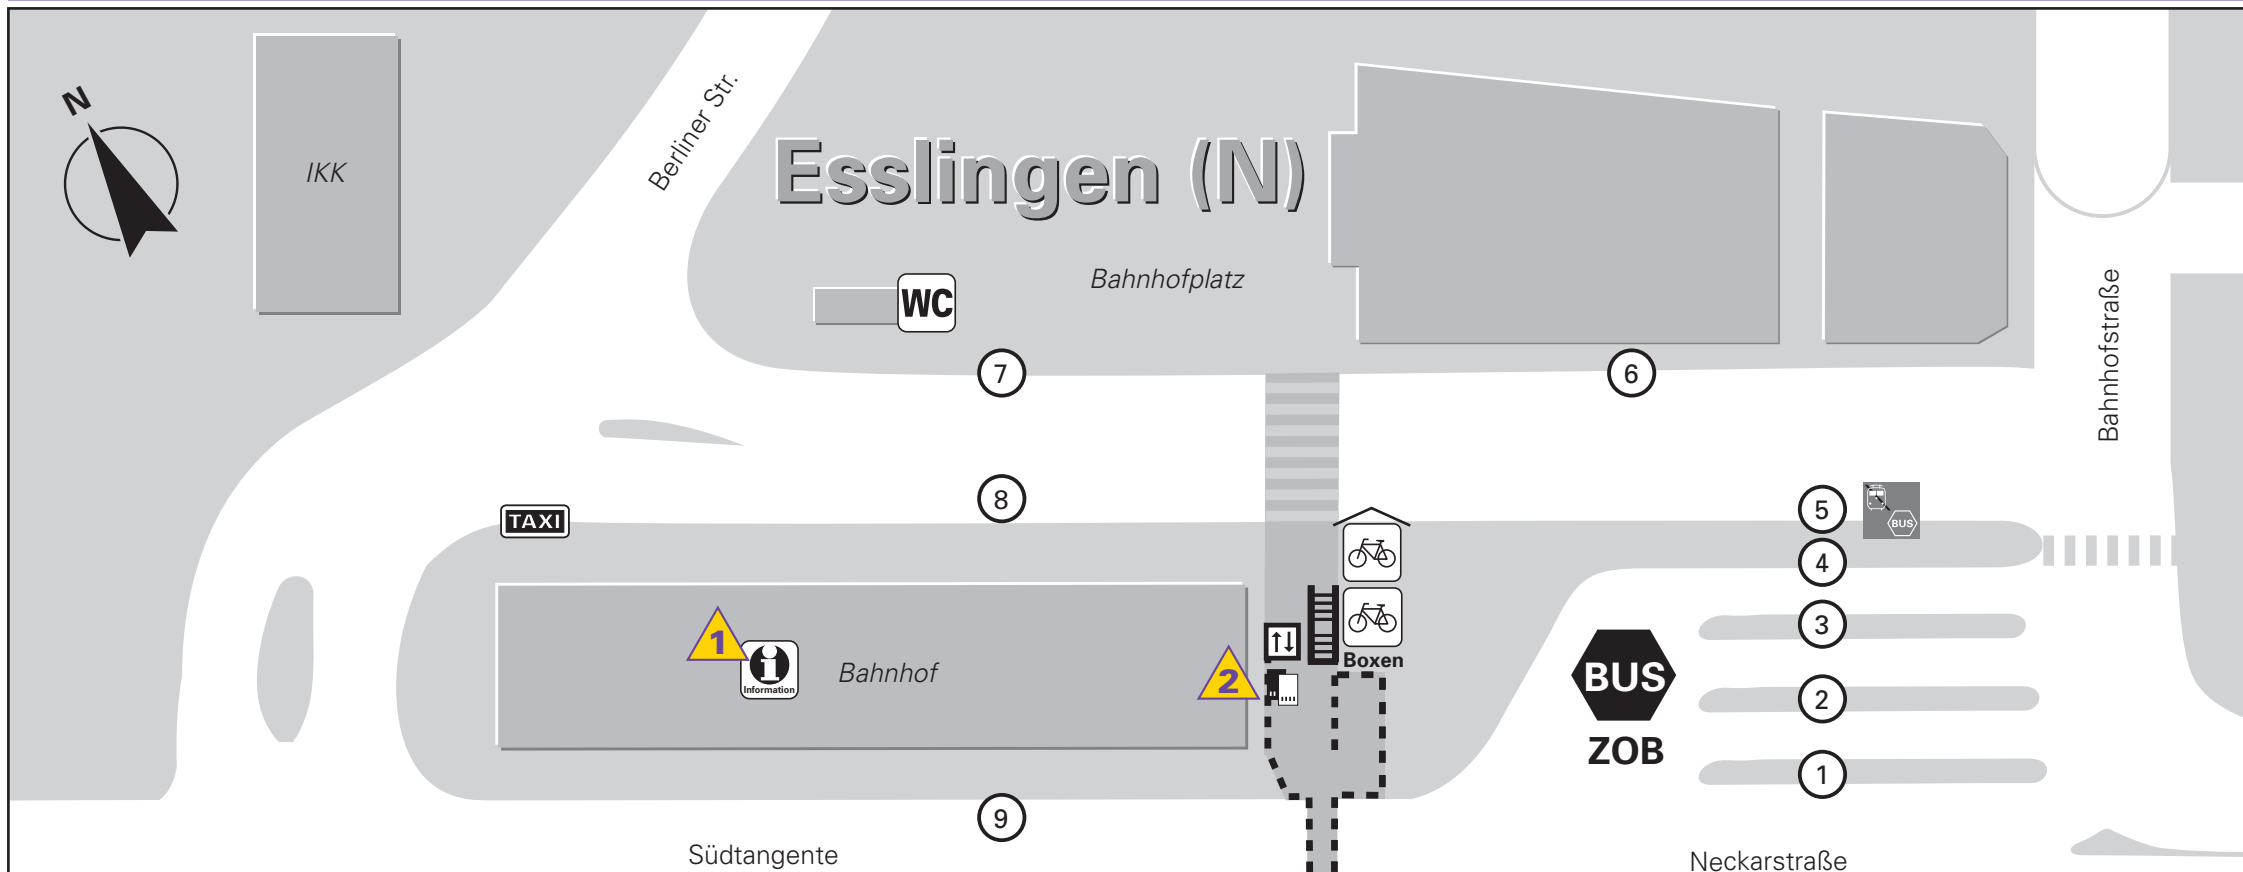 N
IKK
Berliner Str.
Esslingen (N)
Bahnhofplatz
WC
7
6
Bahnhofstraße
8
TAXI
5
BUS
4
3
1
Information
Bahnhof
2
Boxen
BUS
ZOB
2
1
9
Südtangente
Neckarstraße